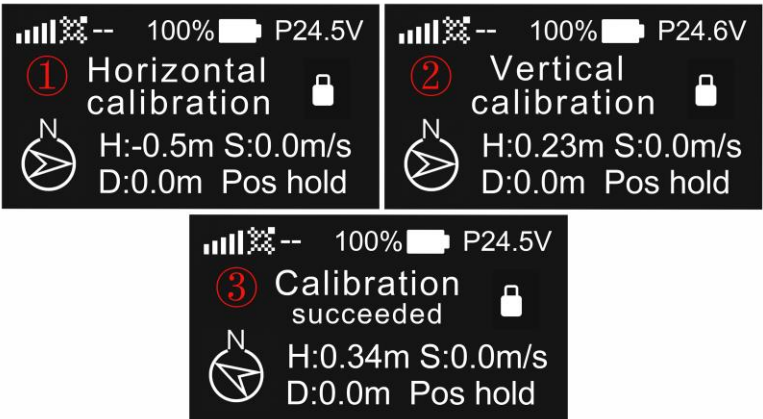 -- 100% P24.5V
① Horizontal
calibration
N
H:-0.5m S:0.0m/s
D:0.0m Pos hold
-- 100% P24.6V
② Vertical
calibration
N
H:0.23m S:0.0m/s
D:0.0m Pos hold
-- 100% P24.5V
③ Calibration
succeeded
N
H:0.34m S:0.0m/s
D:0.0m Pos hold